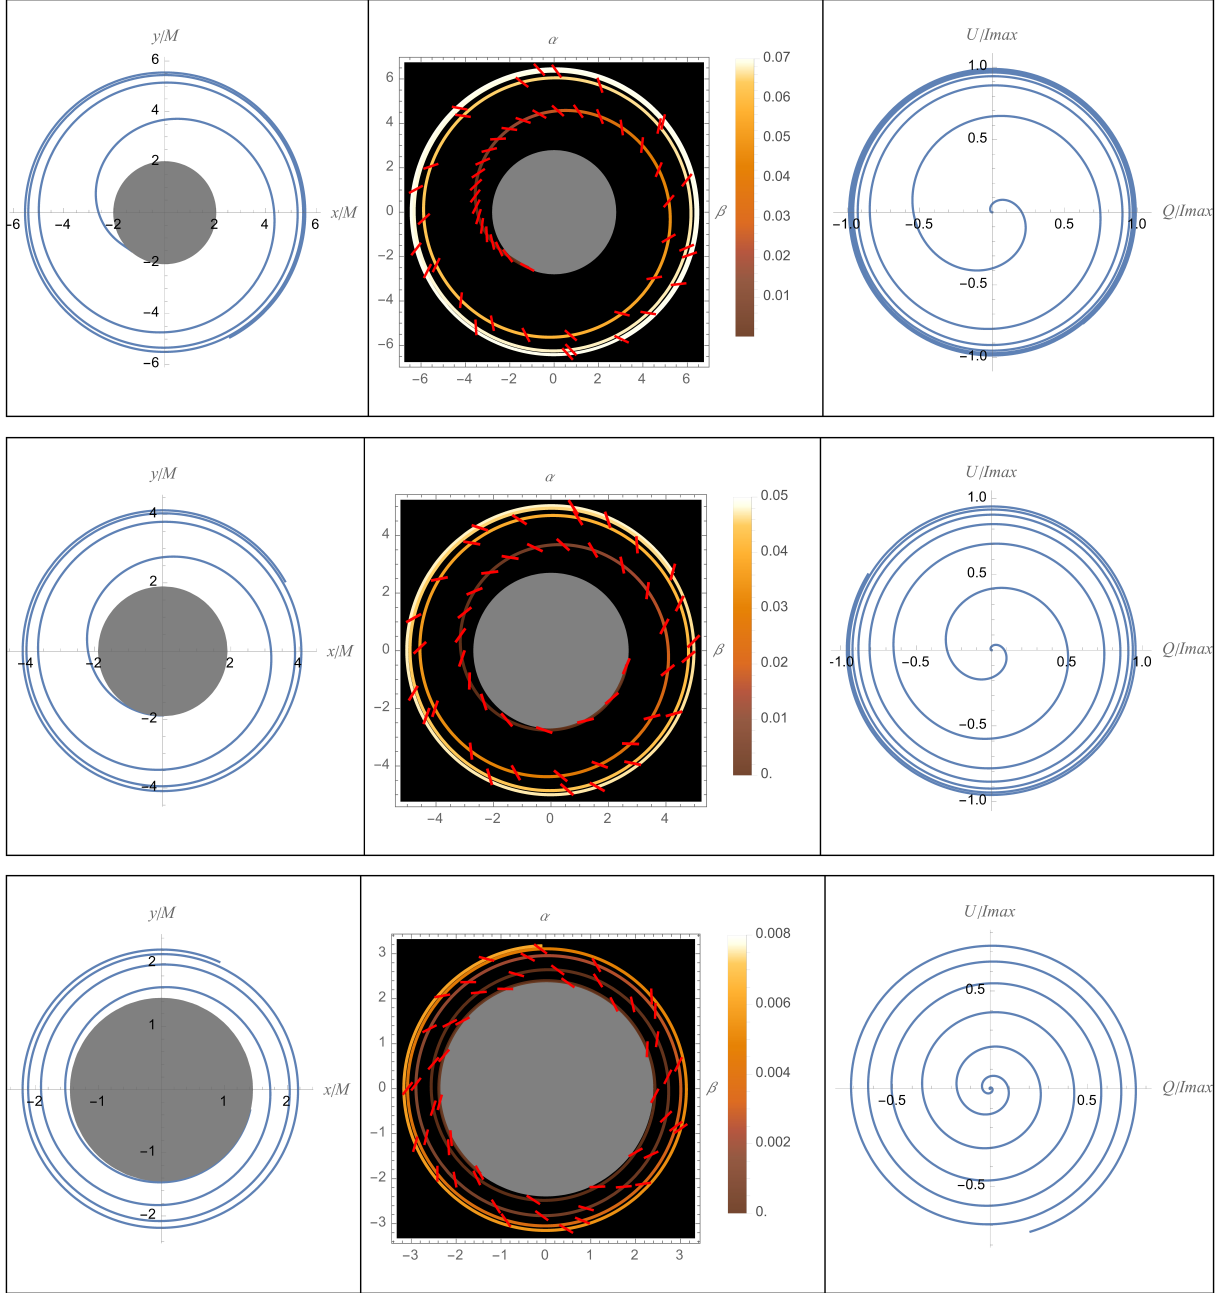 y/M
6
4
2
−2
−4
−6
−6 −4 −2 2 4 6
x/M
α
6
4
2
0
−2
−4
−6
−6 −4 −2 0 2 4 6
β
0.07
0.06
0.05
0.04
0.03
0.02
0.01
U/Imax
1.0
0.5
−0.5
−1.0
−1.0 −0.5 0.5 1.0
Q/Imax
y/M
4
2
−2
−4
−4 −2 2 4
x/M
α
4
2
0
−2
−4
−4 −2 0 2 4
β
0.05
0.04
0.03
0.02
0.01
0.
U/Imax
1.0
0.5
−0.5
−1.0
−1.0 −0.5 0.5 1.0
Q/Imax
y/M
2
1
−1
−2
−2 −1 1 2
x/M
α
3
2
1
0
−1
−2
−3
−3 −2 −1 0 1 2 3
β
0.008
0.006
0.004
0.002
0.
U/Imax
0.5
−0.5
−0.5 0.5
Q/Imax